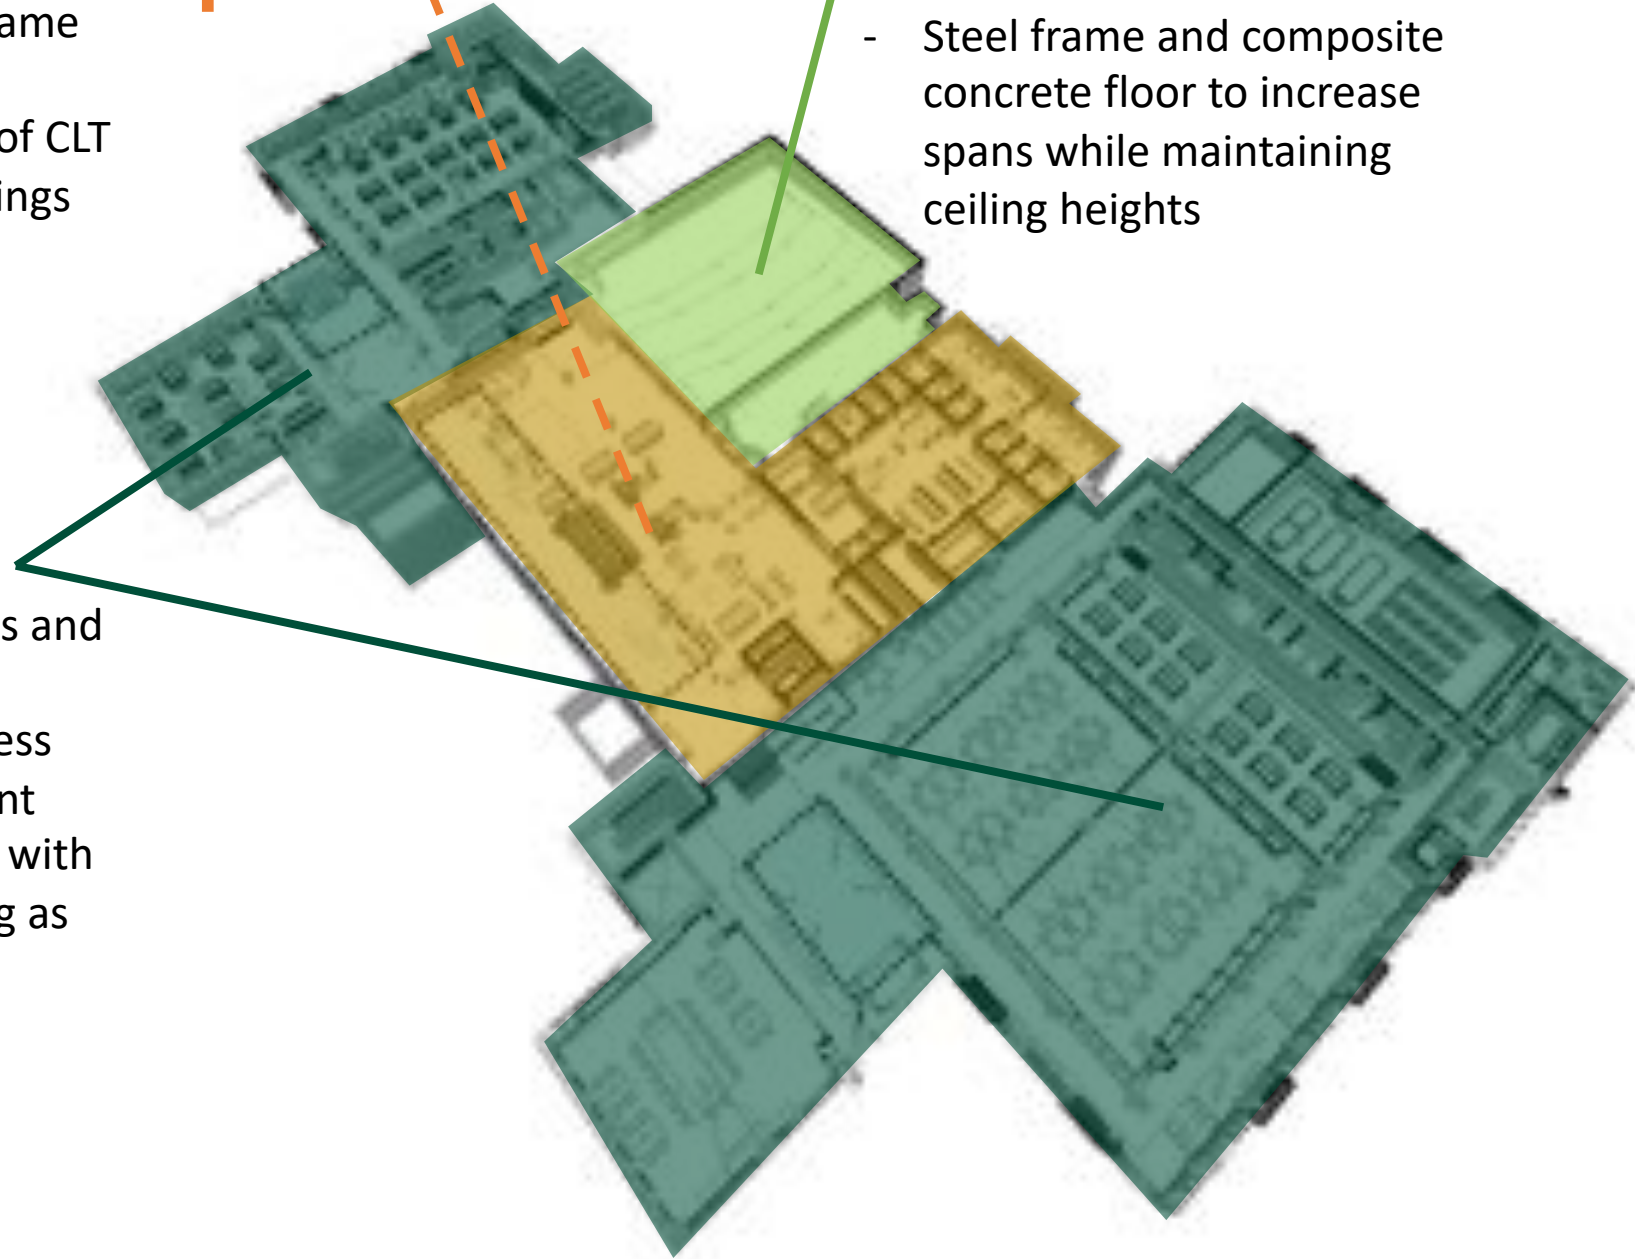 ame
of CLT
ings
- Steel frame and composite
concrete floor to increase
spans while maintaining
ceiling heights
s and
ess
nt
with
g as